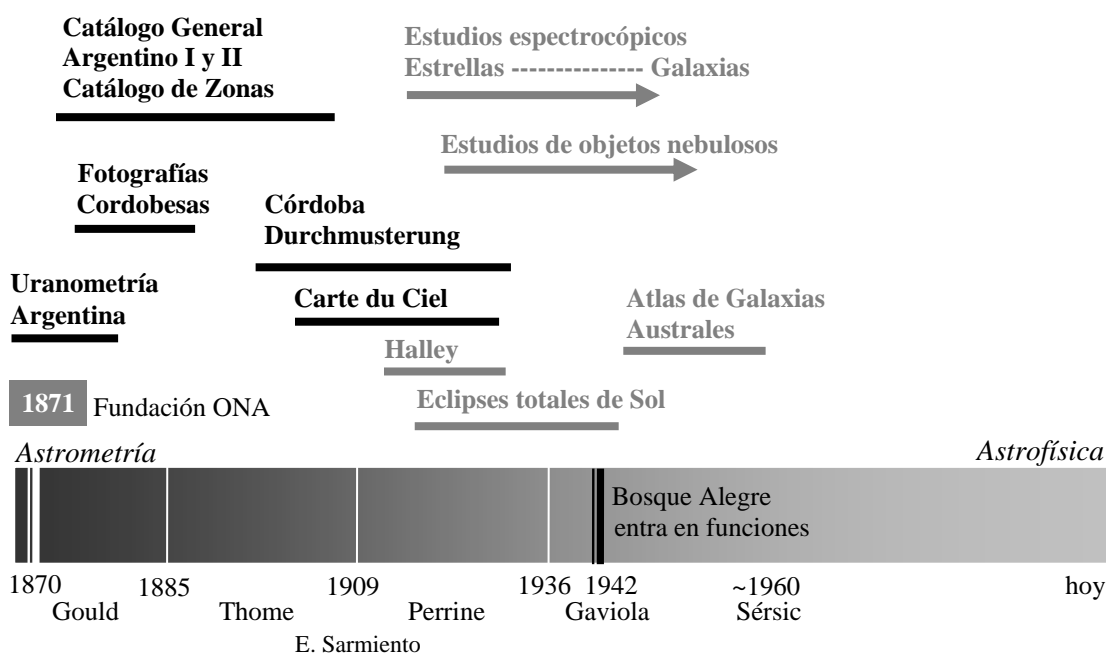 Catálogo General
Argentino I y II
Catálogo de Zonas
Estudios espectrocópicos
Estrellas --------------- Galaxias
Estudios de objetos nebulosos
Fotografías
Cordobesas
Córdoba
Durchmusterung
Uranometría
Argentina
Carte du Ciel
Atlas de Galaxias
Australes
Halley
1871 Fundación ONA
Eclipses totales de Sol
Astrometría
Astrofísica
Bosque Alegre
entra en funciones
1870 1885 1909 1936 1942 ~1960 hoy
Gould Thome Perrine Gaviola Sérsic
E. Sarmiento